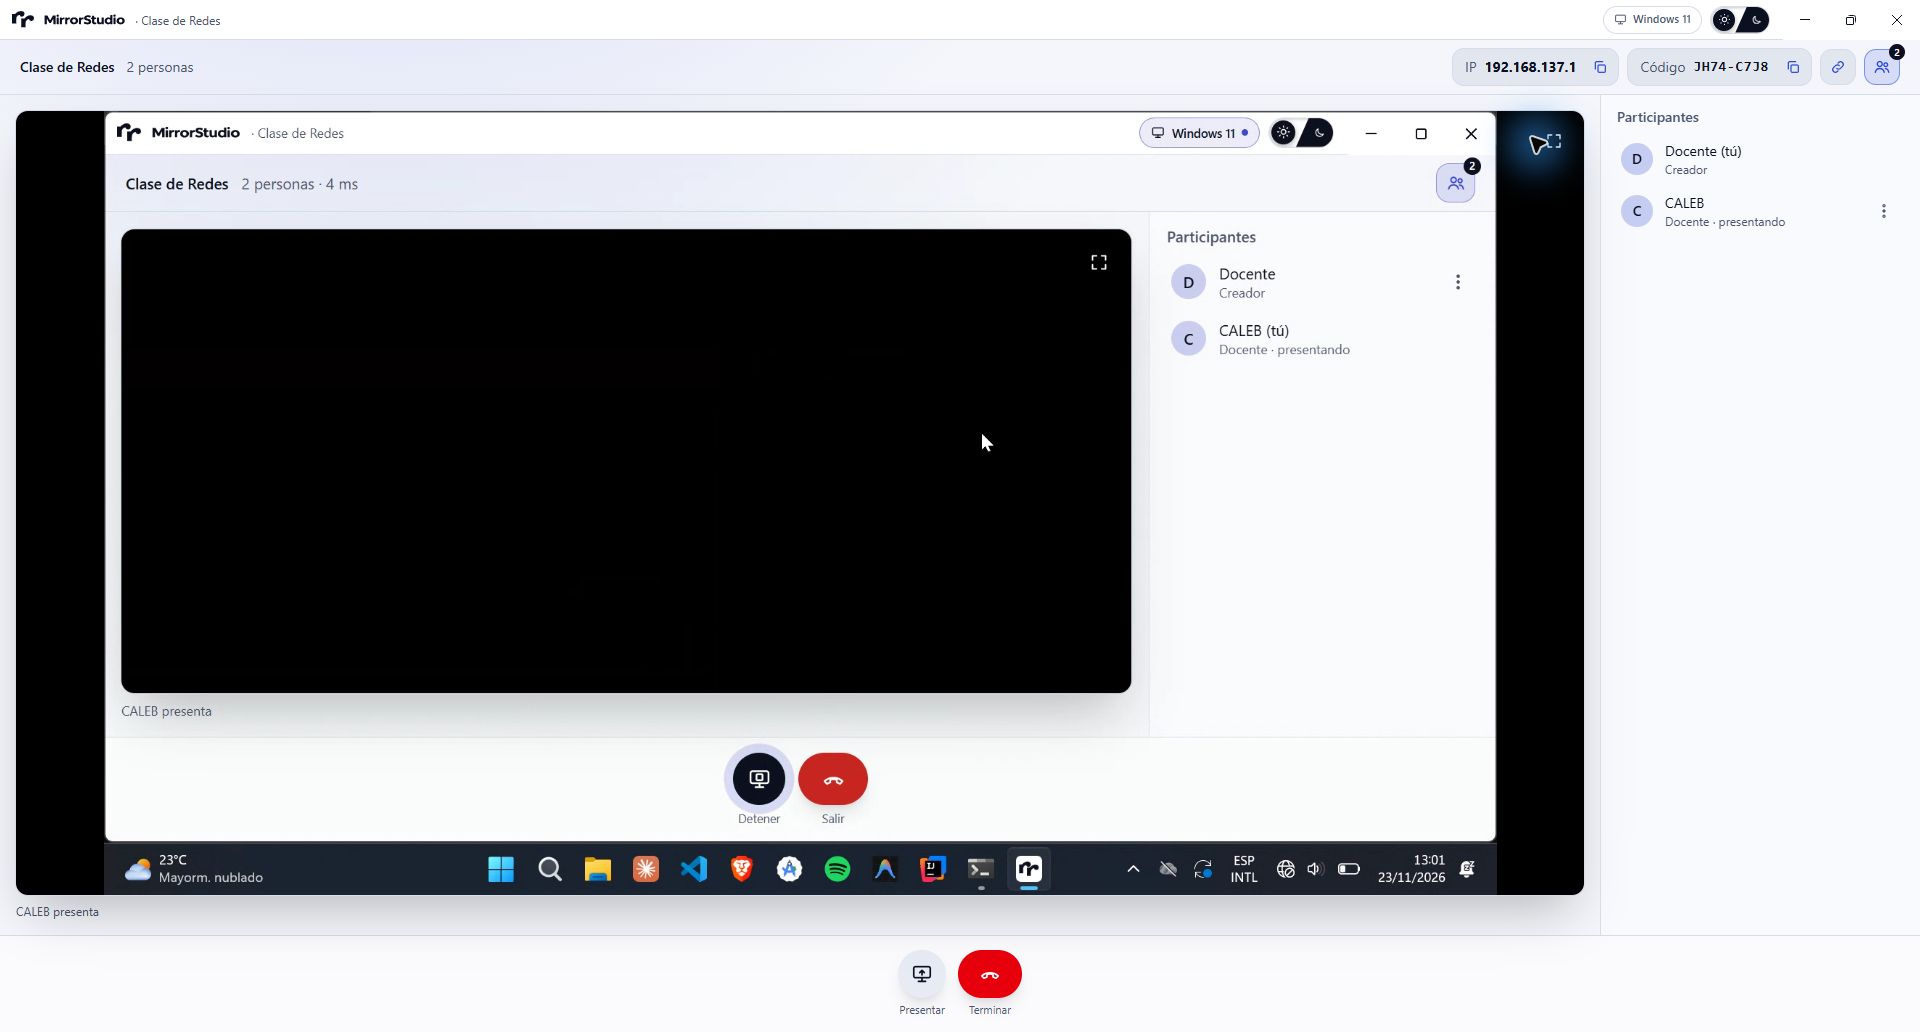 MirrorStudio · Clase de Redes
Windows 11
Clase de Redes 2 personas
IP 192.168.137.1
Código JH74-C7J8
2
MirrorStudio · Clase de Redes
Windows 11
Clase de Redes 2 personas · 4 ms
2
Participantes
D
Docente
Creador
C
CALEB (tú)
Docente · presentando
CALEB presenta
Detener
Salir
23°C
Mayorm. nublado
IJ
ESP
INTL
13:01
23/11/2026
CALEB presenta
Participantes
D
Docente (tú)
Creador
C
CALEB
Docente · presentando
Presentar
Terminar